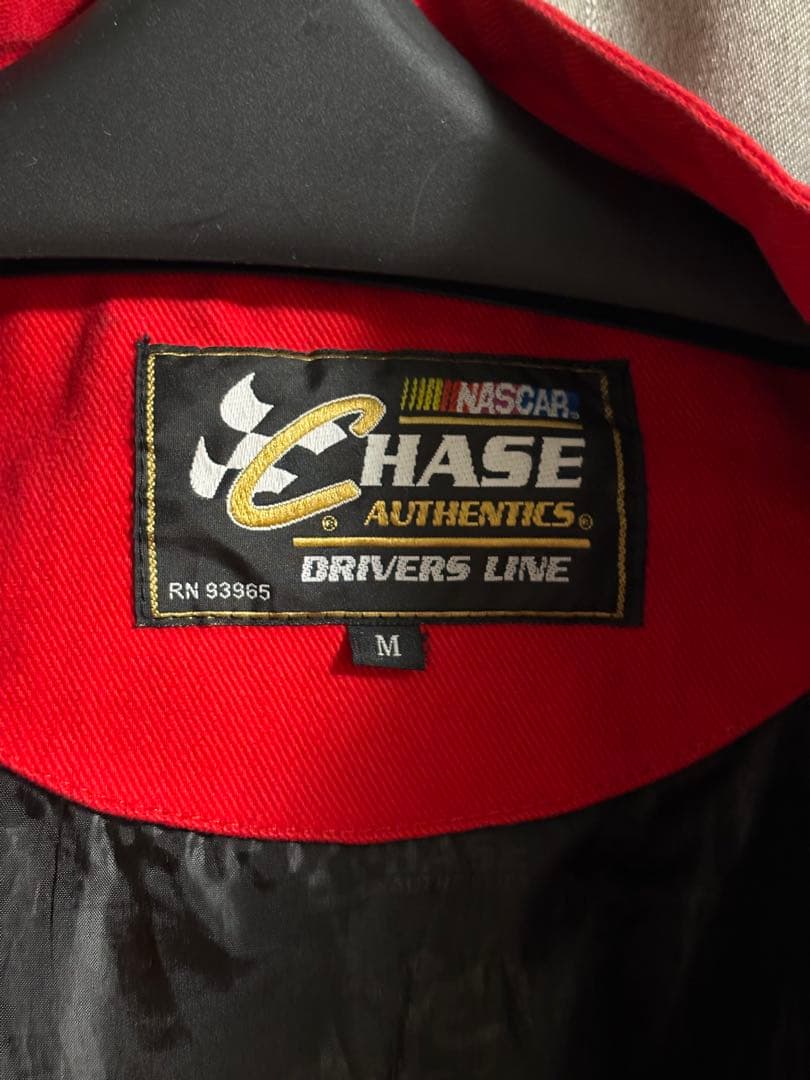 NASCAR
CHASE
AUTHENTICS
DRIVERS LINE
RN 93965
M